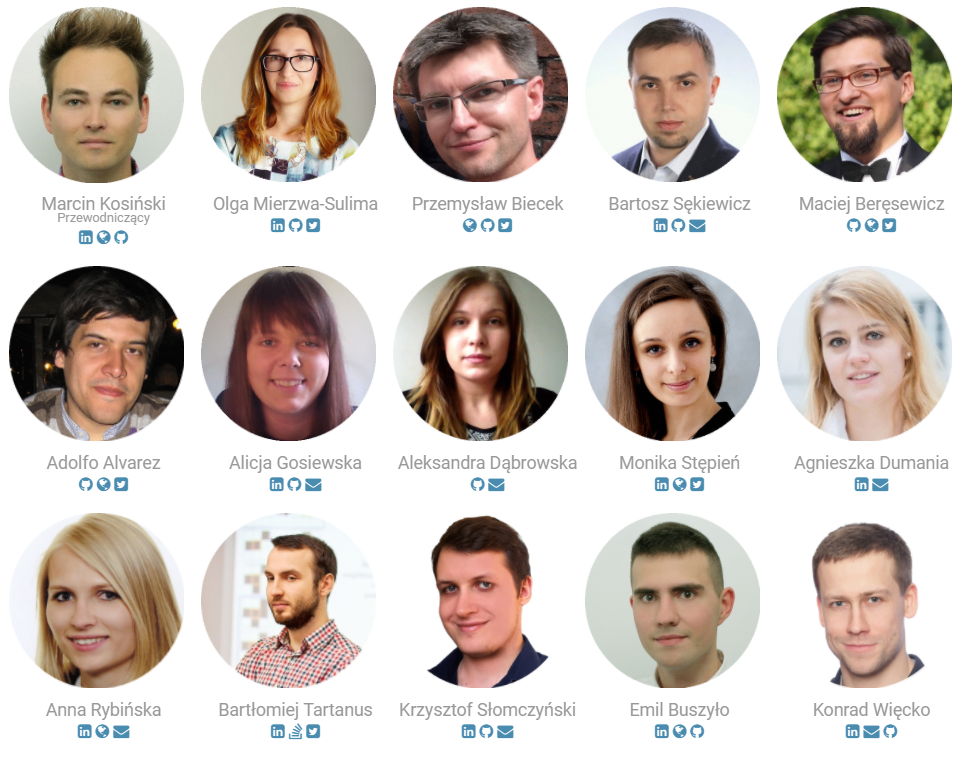 Marcin Kosiński
Przewodniczący
Olga Mierzwa-Sulima
Przemysław Biecek
Bartosz Sękiewicz
Maciej Beręsewicz
Adolfo Alvarez
Alicja Gosiewska
Aleksandra Dąbrowska
Monika Stępień
Agnieszka Dumania
Anna Rybińska
Bartłomiej Tartanus
Krzysztof Słomczyński
Emil Buszyło
Konrad Więcko